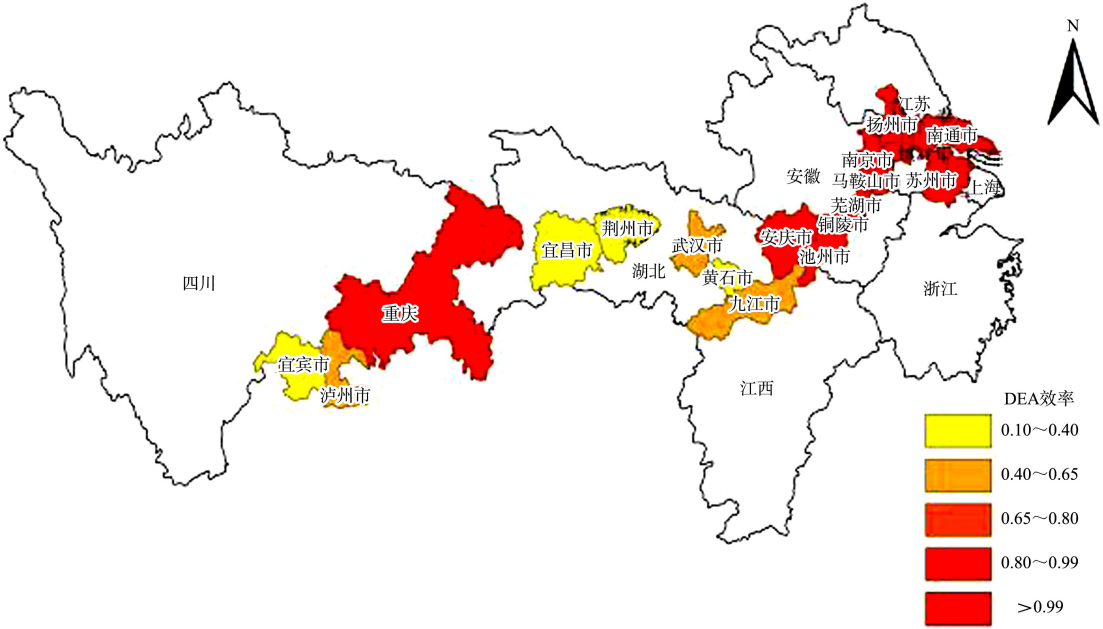 N
江苏
扬州市
南通市
南京市
安徽
马鞍山市
苏州市
上海
芜湖市
铜陵市
荆州市
安庆市
武汉市
宜昌市
池州市
湖北
黄石市
四川
浙江
九江市
重庆
宜宾市
江西
泸州市
DEA效率
0.10～0.40
0.40～0.65
0.65～0.80
0.80～0.99
＞0.99